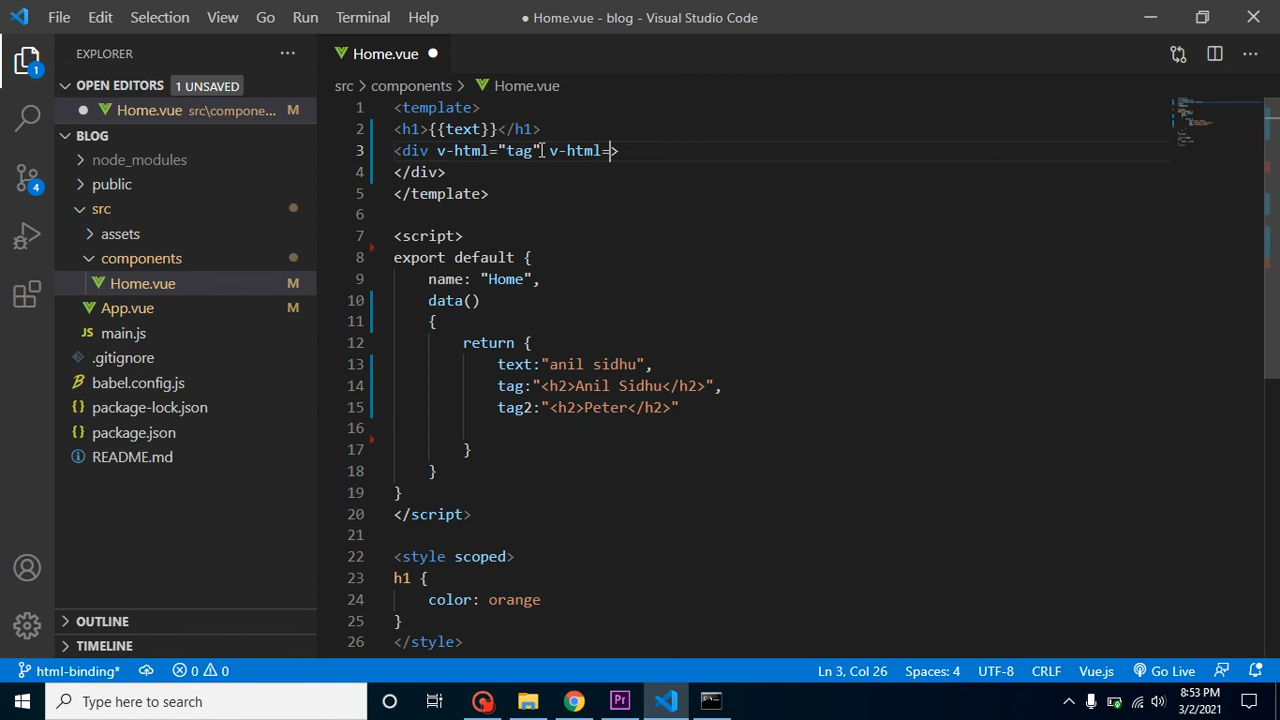 File Edit Selection View Go Run Terminal Help
● Home.vue - blog - Visual Studio Code
EXPLORER
OPEN EDITORS 1 UNSAVED
Home.vue src\compone... M
BLOG
node_modules
public
src
assets
components
Home.vue M
App.vue M
JS main.js
.gitignore
babel.config.js
package-lock.json
package.json
README.md
OUTLINE
TIMELINE
1
4
Home.vue
src > components > Home.vue
1 <template>
2 <h1>{{text}}</h1>
3 <div v-html="tag" v-html=>
4 </div>
5 </template>
6
7 <script>
8 export default {
9 name: "Home",
10 data()
11 {
12 return {
13 text:"anil sidhu",
14 tag:"<h2>Anil Sidhu</h2>",
15 tag2:"<h2>Peter</h2>"
16
17 }
18 }
19 }
20 </script>
21
22 <style scoped>
23 h1 {
24 color: orange
25 }
26 </style>
html-binding* 0 0
Ln 3, Col 26 Spaces: 4 UTF-8 CRLF Vue.js Go Live
Type here to search
Pr
8:53 PM
3/2/2021